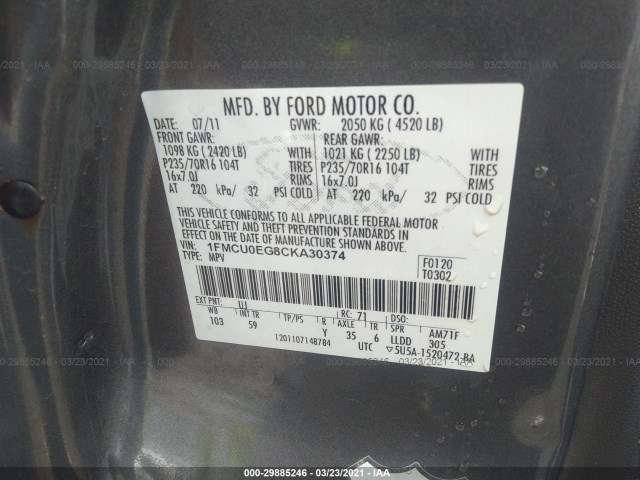 000-29885246 | 03/23/2021
MFD. BY FORD MOTOR CO.
DATE: 07/11 GVWR: 2050 KG ( 4520 LB)
FRONT GAWR: REAR GAWR:
1098 KG ( 2420 LB) WITH 1021 KG ( 2250 LB) WITH
P235/70R16 104T TIRES P235/70R16 104T TIRES
16x7.0J RIMS 16x7.0J RIMS
AT 220 kPa/ 32 PSI COLD AT 220 kPa/ 32 PSI COLD
THIS VEHICLE CONFORMS TO ALL APPLICABLE FEDERAL MOTOR
VEHICLE SAFETY AND THEFT PREVENTION STANDARDS IN
EFFECT ON THE DATE OF MANUFACTURE SHOWN ABOVE.
VIN: 1FMCU0EG8CKA30374
TYPE: MPV
F0120
T0302
EXT PNT: UJ RC: 71 DSO:
WB INT TR TP/PS R AXLE TR SPR AM71F
103 59 Y 35 6 LLDD 305
12011071487B4 UTC ▽5U5A-1520472-BA
000-29885246 | 03/23/2021